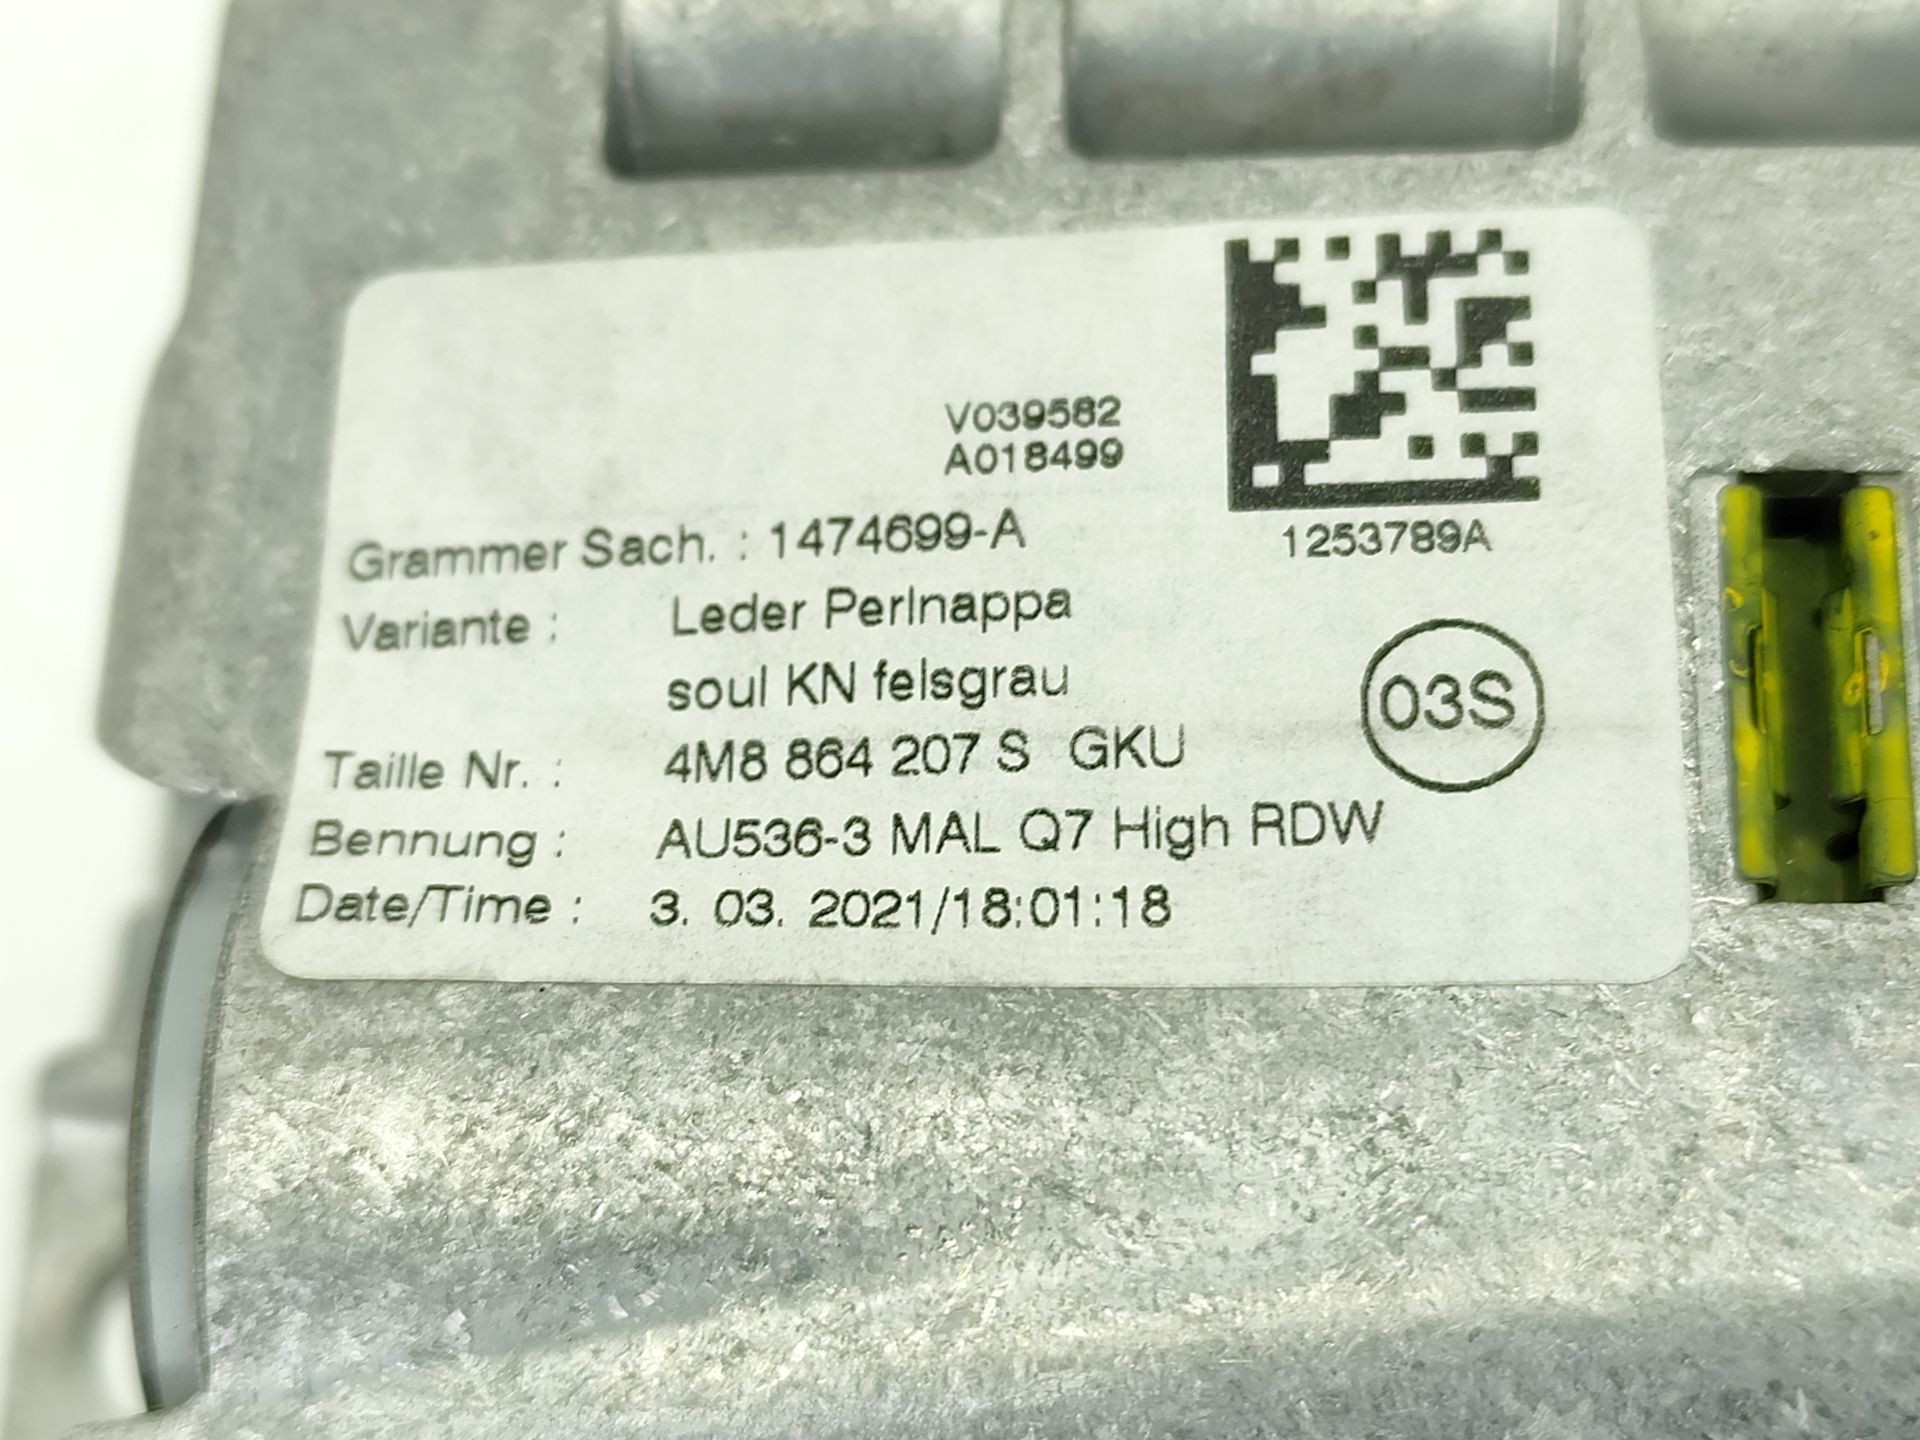 V039582
A018499
1253789A
Grammer Sach. : 1474699-A
Variante : Leder Perlnappa
soul KN felsgrau
03S
Taille Nr. : 4M8 864 207 S GKU
Bennung : AU536-3 MAL Q7 High RDW
Date/Time : 3. 03. 2021/18:01:18